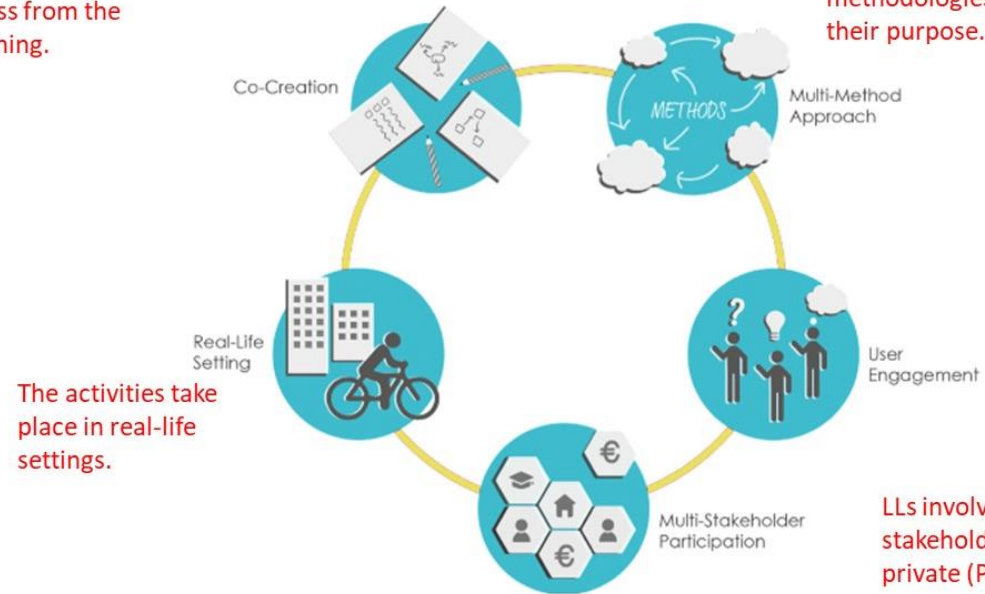 ss from the
ning.
methodologies
their purpose.
Co-Creation
METHODS
Multi-Method
Approach
Real-Life
Setting
The activities take
place in real-life
settings.
?
User
Engagement
€
€
Multi-Stakeholder
Participation
LLs involv
stakehold
private (P